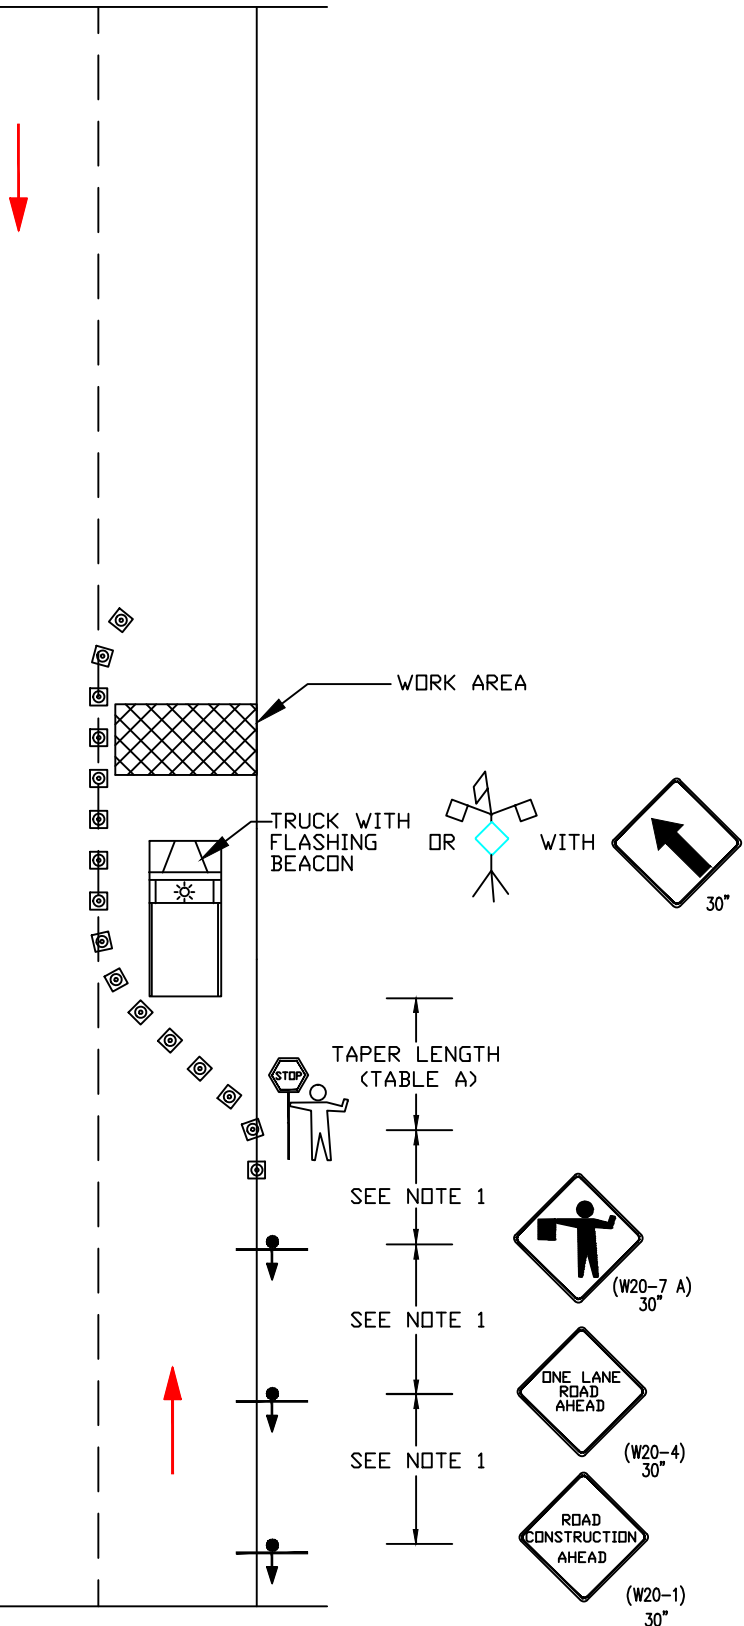 WORK AREA
TRUCK WITH
FLASHING
BEACON
OR
WITH
30"
TAPER LENGTH
(TABLE A)
STOP
SEE NOTE 1
(W20-7 A)
30"
SEE NOTE 1
ONE LANE
ROAD
AHEAD
(W20-4)
30"
SEE NOTE 1
ROAD
CONSTRUCTION
AHEAD
(W20-1)
30"